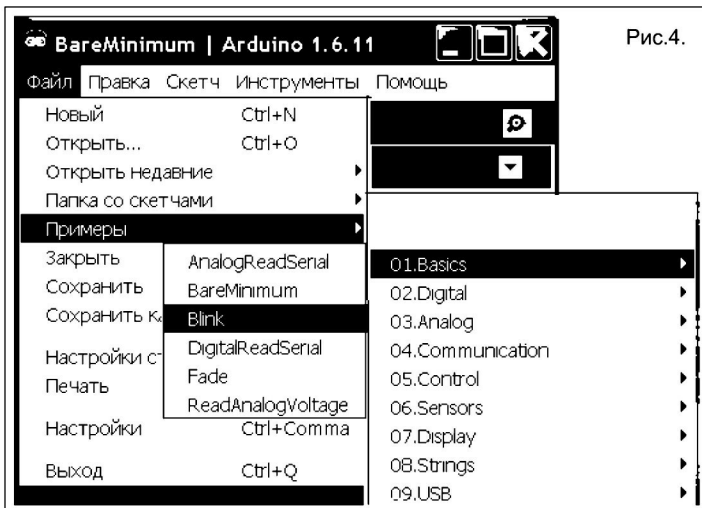 BareMinimum | Arduino 1.6.11
Рис.4.
Файл Правка Скетч Инструменты Помощь
Новый Ctrl+N
Открыть... Ctrl+O
Открыть недавние
Папка со скетчами
Примеры
Закрыть
Сохранить
Сохранить
Настройки
Печать
Настройки Ctrl+Comma
Выход Ctrl+Q
AnalogReadSerial
BareMinimum
Blink
DigitalReadSerial
Fade
ReadAnalogVoltage
01.Basics
02.Digital
03.Analog
04.Communication
05.Control
06.Sensors
07.Display
08.Strings
09.USB